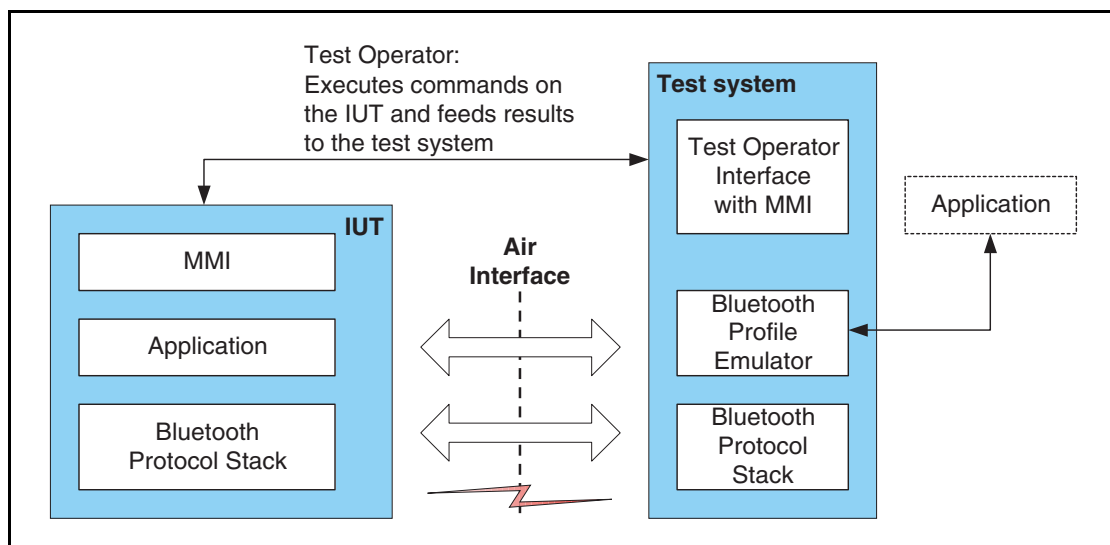 Test Operator:
Executes commands on
the IUT and feeds results
to the test system
Test system
Test Operator
Interface
with MMI
Application
IUT
MMI
Air
Interface
Application
Bluetooth
Profile
Emulator
Bluetooth
Protocol Stack
Bluetooth
Protocol
Stack